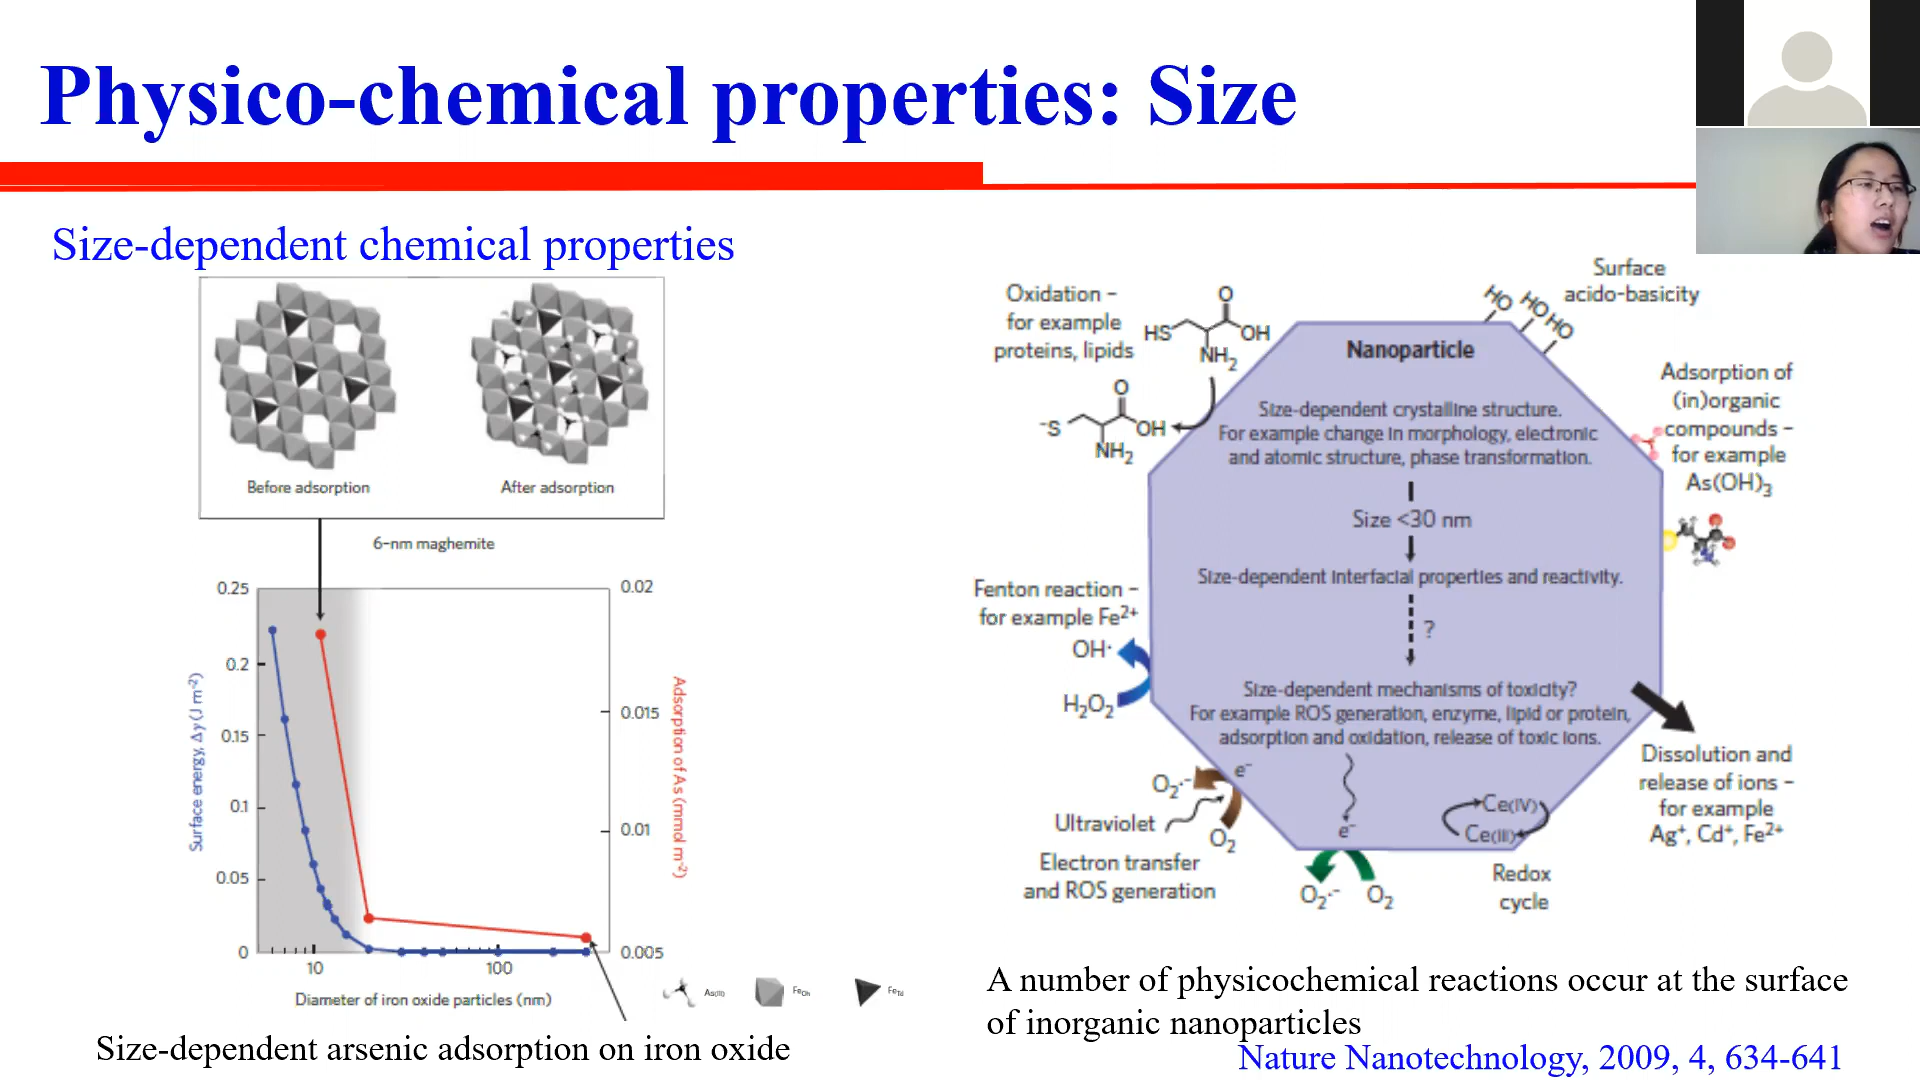 Physico-chemical properties: Size
Size-dependent chemical properties
Before adsorption
After adsorption
6-nm maghemite
0.25
0.2
0.15
0.1
0.05
0
0.02
0.015
0.01
0.005
Surface energy, Δγ (J m⁻²)
Adsorption of As (mmol m⁻²)
10
100
Diameter of iron oxide particles (nm)
As(III)
Fe_Oh
Fe_Td
Size-dependent arsenic adsorption on iron oxide
Oxidation –
for example
proteins, lipids
HS
O
OH
NH₂
⁻S
O
OH
NH₂
HO
HO
HO
Surface
acido-basicity
Nanoparticle
Size-dependent crystalline structure.
For example change in morphology, electronic
and atomic structure, phase transformation.
Size <30 nm
Size-dependent interfacial properties and reactivity.
?
Size-dependent mechanisms of toxicity?
For example ROS generation, enzyme, lipid or protein,
adsorption and oxidation, release of toxic ions.
Adsorption of
(in)organic
compounds –
for example
As(OH)₃
Fenton reaction –
for example Fe²⁺
OH·
H₂O₂
O₂·⁻
e⁻
Ultraviolet
O₂
Electron transfer
and ROS generation
e⁻
O₂·⁻
O₂
Ce(IV)
Ce(III)
Redox
cycle
Dissolution and
release of ions –
for example
Ag⁺, Cd⁺, Fe²⁺
A number of physicochemical reactions occur at the surface
of inorganic nanoparticles
Nature Nanotechnology, 2009, 4, 634-641